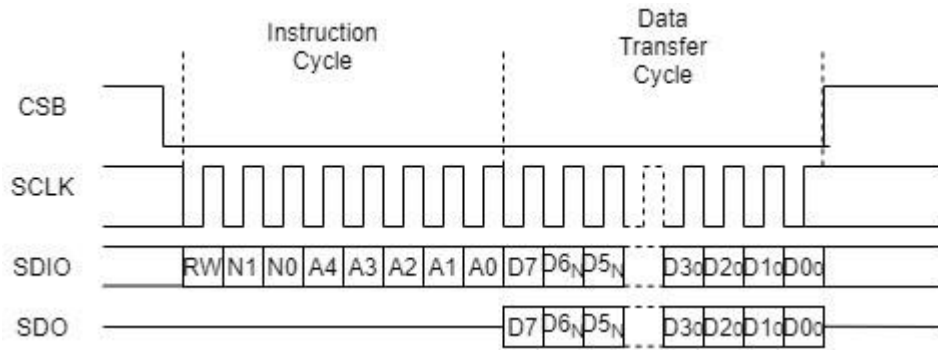 Instruction
Cycle
Data
Transfer
Cycle
CSB
SCLK
SDIO
RW N1 N0 A4 A3 A2 A1 A0 D7 D6N D5N D30 D20 D10 D00
SDO
D7 D6N D5N D30 D20 D10 D00